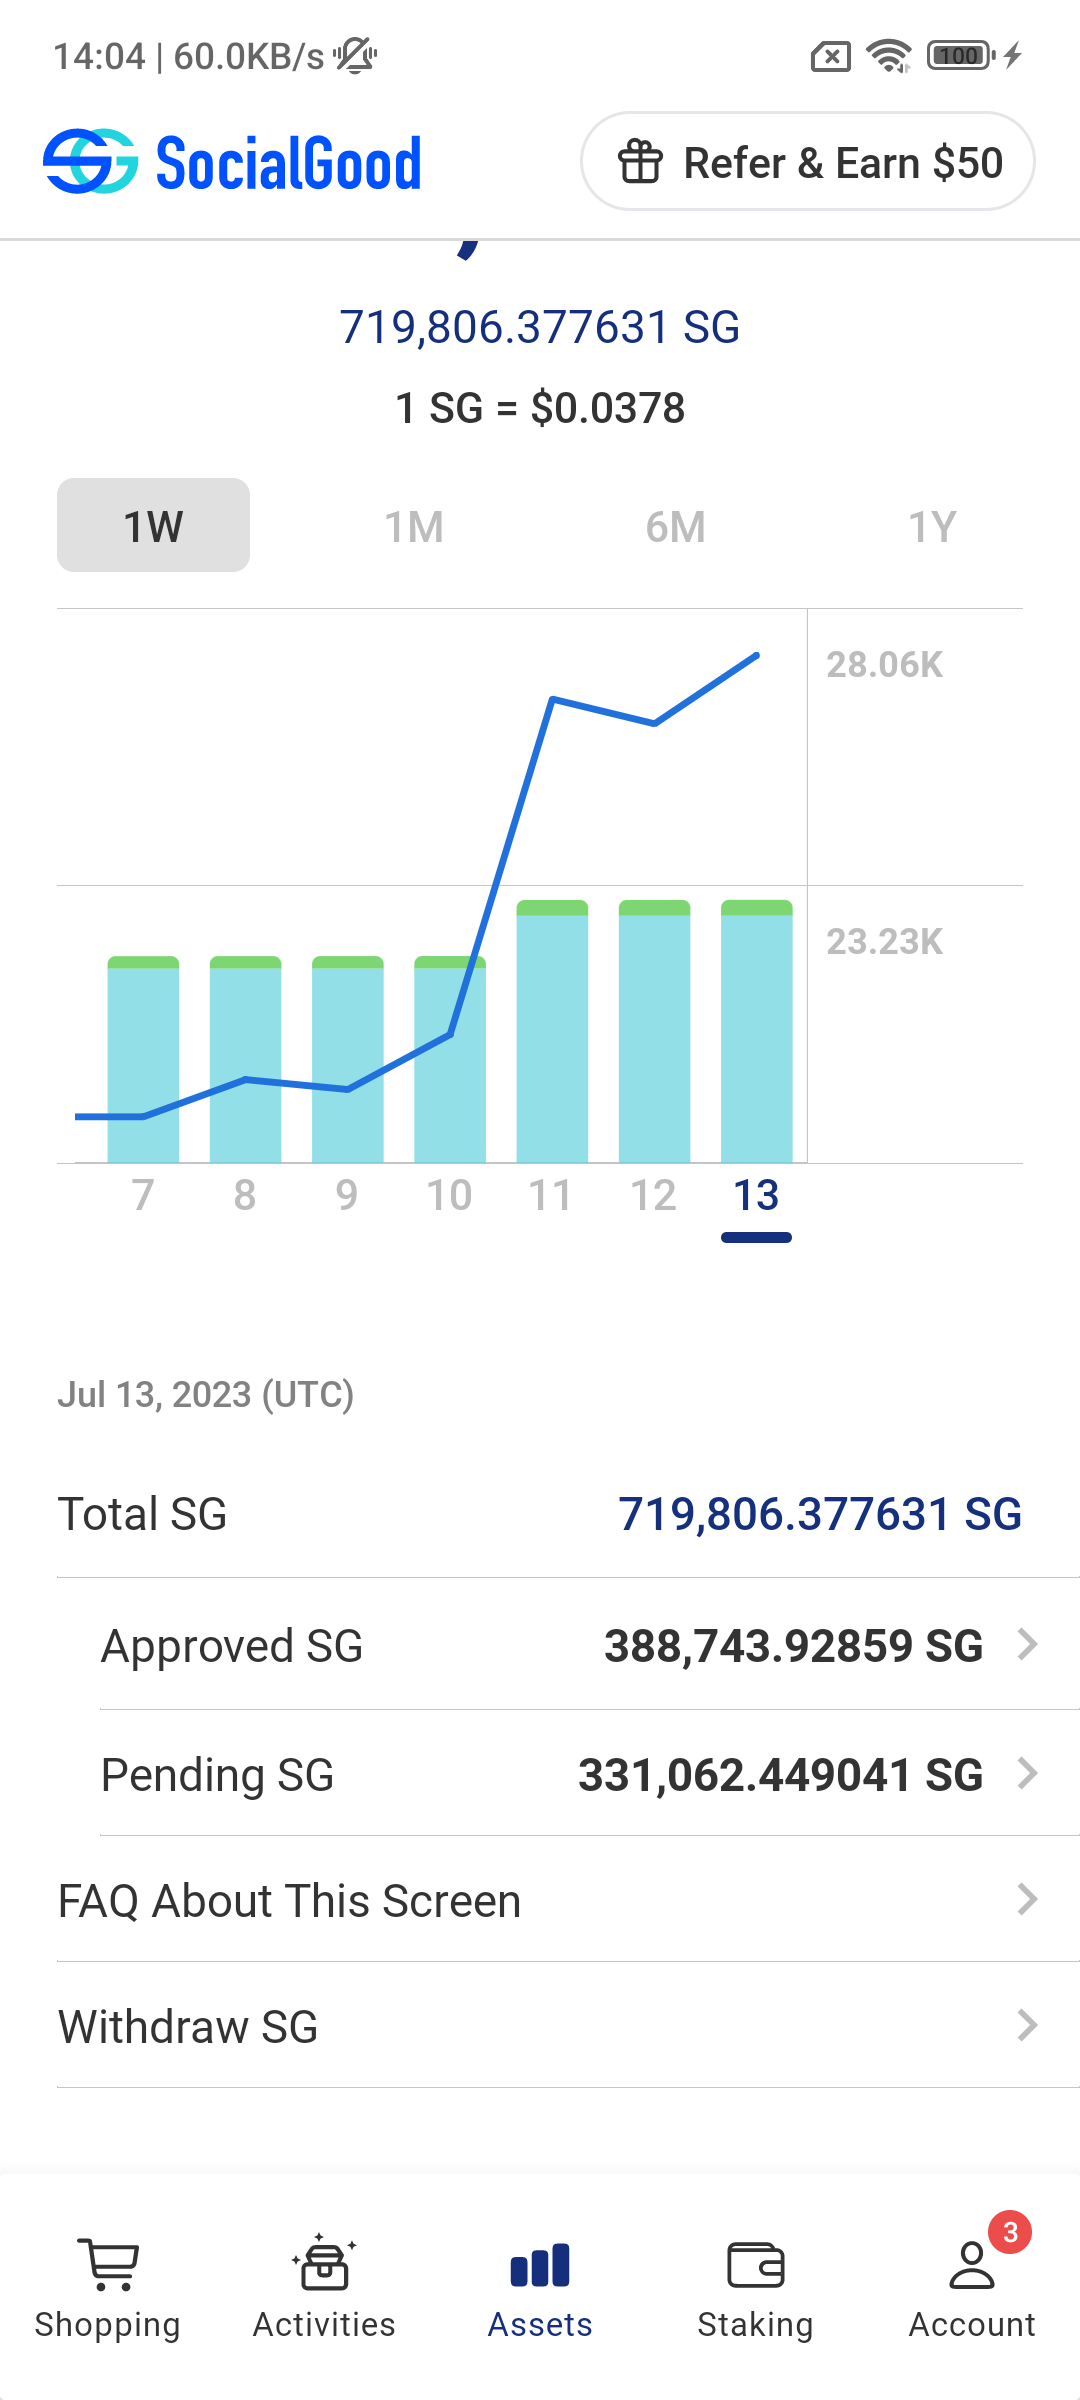 14:04 | 60.0KB/s
100
SocialGood
Refer & Earn $50
719,806.377631 SG
1 SG = $0.0378
1W 1M 6M 1Y
28.06K
23.23K
7 8 9 10 11 12 13
Jul 13, 2023 (UTC)
Total SG 719,806.377631 SG
Approved SG 388,743.92859 SG
Pending SG 331,062.449041 SG
FAQ About This Screen
Withdraw SG
3
Shopping Activities Assets Staking Account